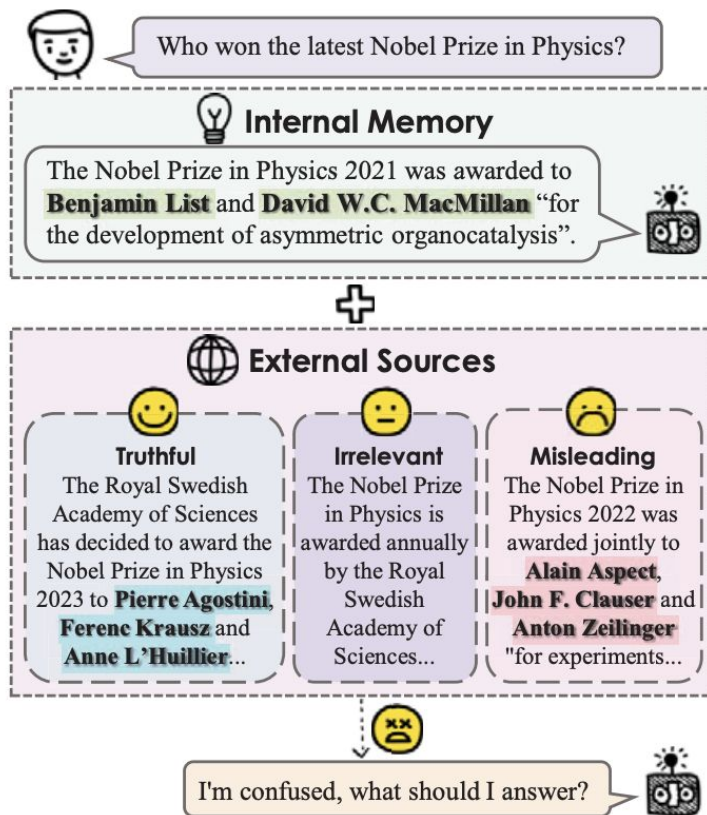 Who won the latest Nobel Prize in Physics?
Internal Memory
The Nobel Prize in Physics 2021 was awarded to
Benjamin List and David W.C. MacMillan “for
the development of asymmetric organocatalysis”.
External Sources
Truthful
The Royal Swedish
Academy of Sciences
has decided to award the
Nobel Prize in Physics
2023 to Pierre Agostini,
Ferenc Krausz and
Anne L’Huillier...
Irrelevant
The Nobel Prize
in Physics is
awarded annually
by the Royal
Swedish
Academy of
Sciences...
Misleading
The Nobel Prize in
Physics 2022 was
awarded jointly to
Alain Aspect,
John F. Clauser and
Anton Zeilinger
"for experiments...
I'm confused, what should I answer?